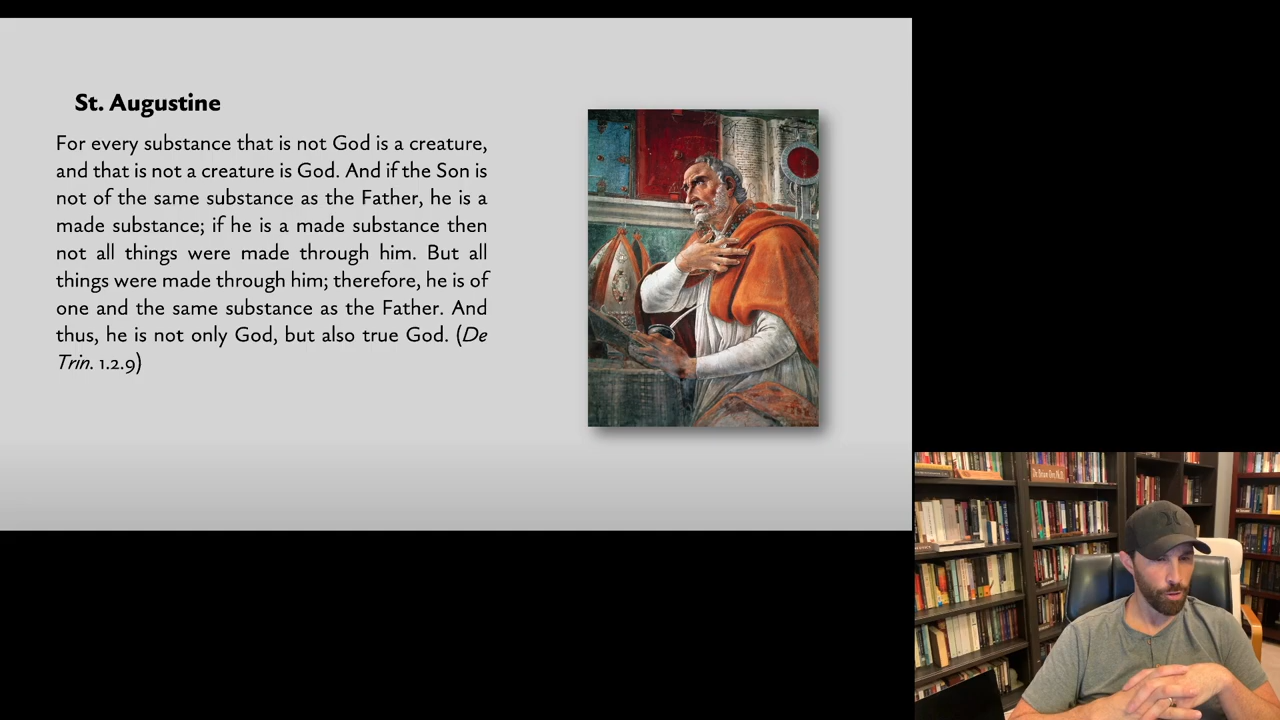 St. Augustine
For every substance that is not God is a creature,
and that is not a creature is God. And if the Son is
not of the same substance as the Father, he is a
made substance; if he is a made substance then
not all things were made through him. But all
things were made through him; therefore, he is of
one and the same substance as the Father. And
thus, he is not only God, but also true God. (De
Trin. 1.2.9)
Dr. Brian Orr, Ph.D.